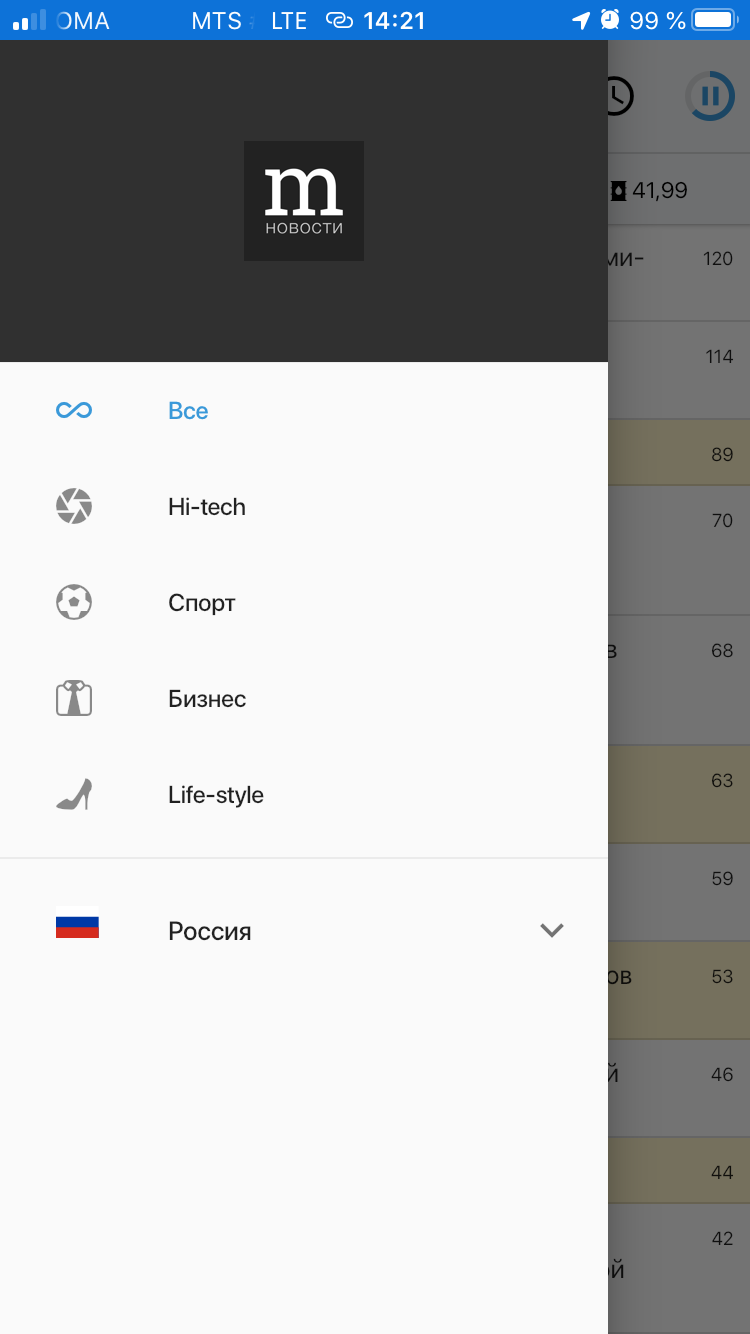 ОМА MTS LTE 14:21 99 %
m
НОВОСТИ
41,99
ми-
120
114
Все
89
Hi-tech
70
Спорт
в
68
Бизнес
63
Life-style
59
Россия
ов
53
й
46
44
42
ой